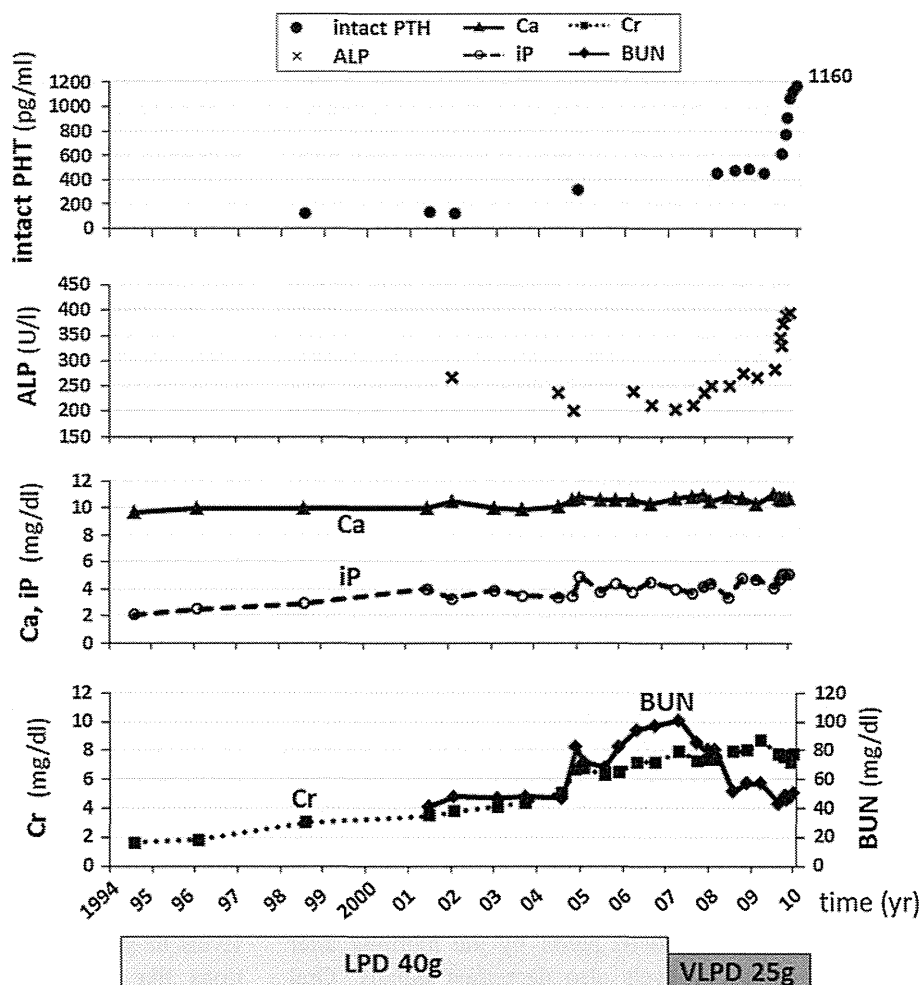 intact PTH Ca Cr
ALP iP BUN
intact PHT (pg/ml)
1200
1000
800
600
400
200
0
1160
ALP (U/l)
450
400
350
300
250
200
150
Ca, iP (mg/dl)
12
10
8
6
4
2
0
Ca
iP
Cr (mg/dl)
12
10
8
6
4
2
0
Cr
BUN
120
100
80
60
40
20
0
BUN (mg/dl)
1994 95 96 97 98 99 2000 01 02 03 04 05 06 07 08 09 10 time (yr)
LPD 40g
VLPD 25g